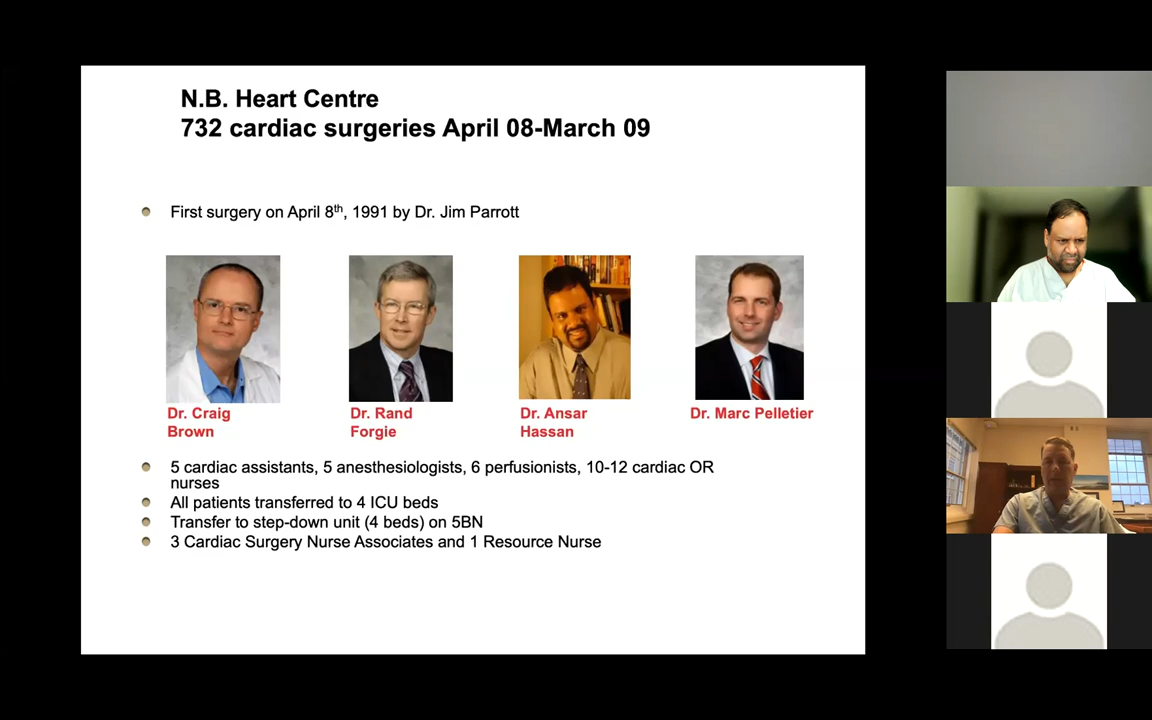 N.B. Heart Centre
732 cardiac surgeries April 08-March 09
First surgery on April 8th, 1991 by Dr. Jim Parrott
Dr. Craig
Brown
Dr. Rand
Forgie
Dr. Ansar
Hassan
Dr. Marc Pelletier
5 cardiac assistants, 5 anesthesiologists, 6 perfusionists, 10-12 cardiac OR
nurses
All patients transferred to 4 ICU beds
Transfer to step-down unit (4 beds) on 5BN
3 Cardiac Surgery Nurse Associates and 1 Resource Nurse